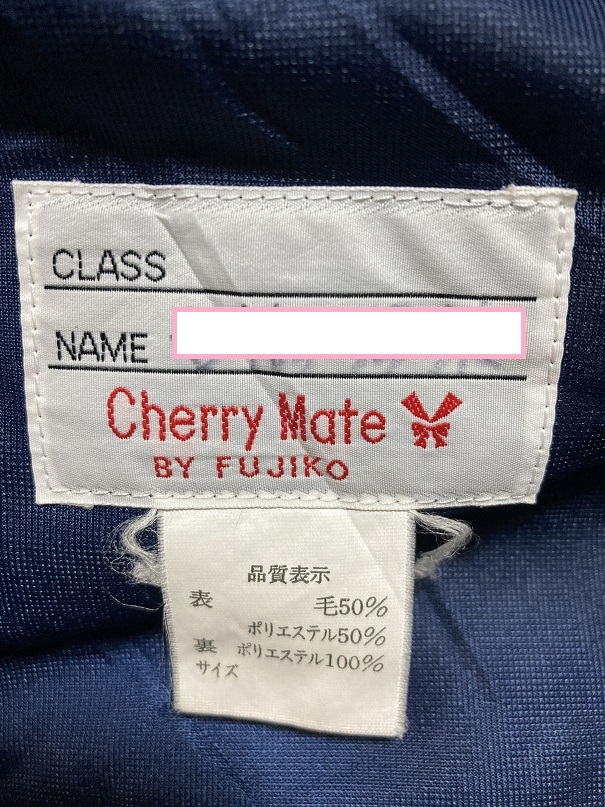 CLASS
NAME
Cherry Mate
BY FUJIKO
品質表示
表 毛50%
ポリエステル50%
裏 ポリエステル100%
サイズ